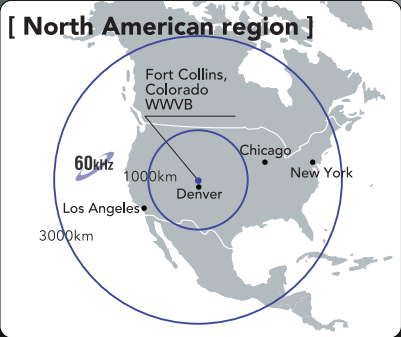 [ North American region ]
Fort Collins,
Colorado
WWVB
Chicago
60kHz
1000km
New York
Denver
Los Angeles
3000km